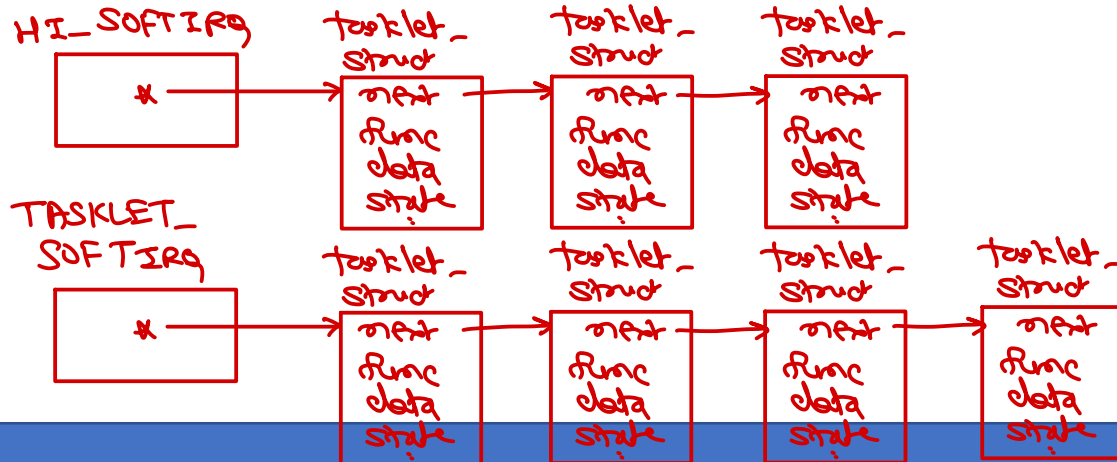 HI_SOFTIRQ
*
tasklet_
struct
next
func
data
state
:
tasklet_
struct
next
func
data
state
:
tasklet_
struct
next
func
data
state
:
TASKLET_
SOFTIRQ
*
tasklet_
struct
next
func
data
state
:
tasklet_
struct
next
func
data
state
:
tasklet_
struct
next
func
data
state
:
tasklet_
struct
next
func
data
state
: